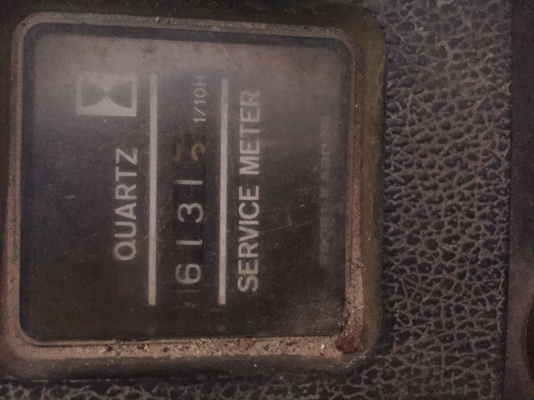 QUARTZ
6131 1/10H
SERVICE METER